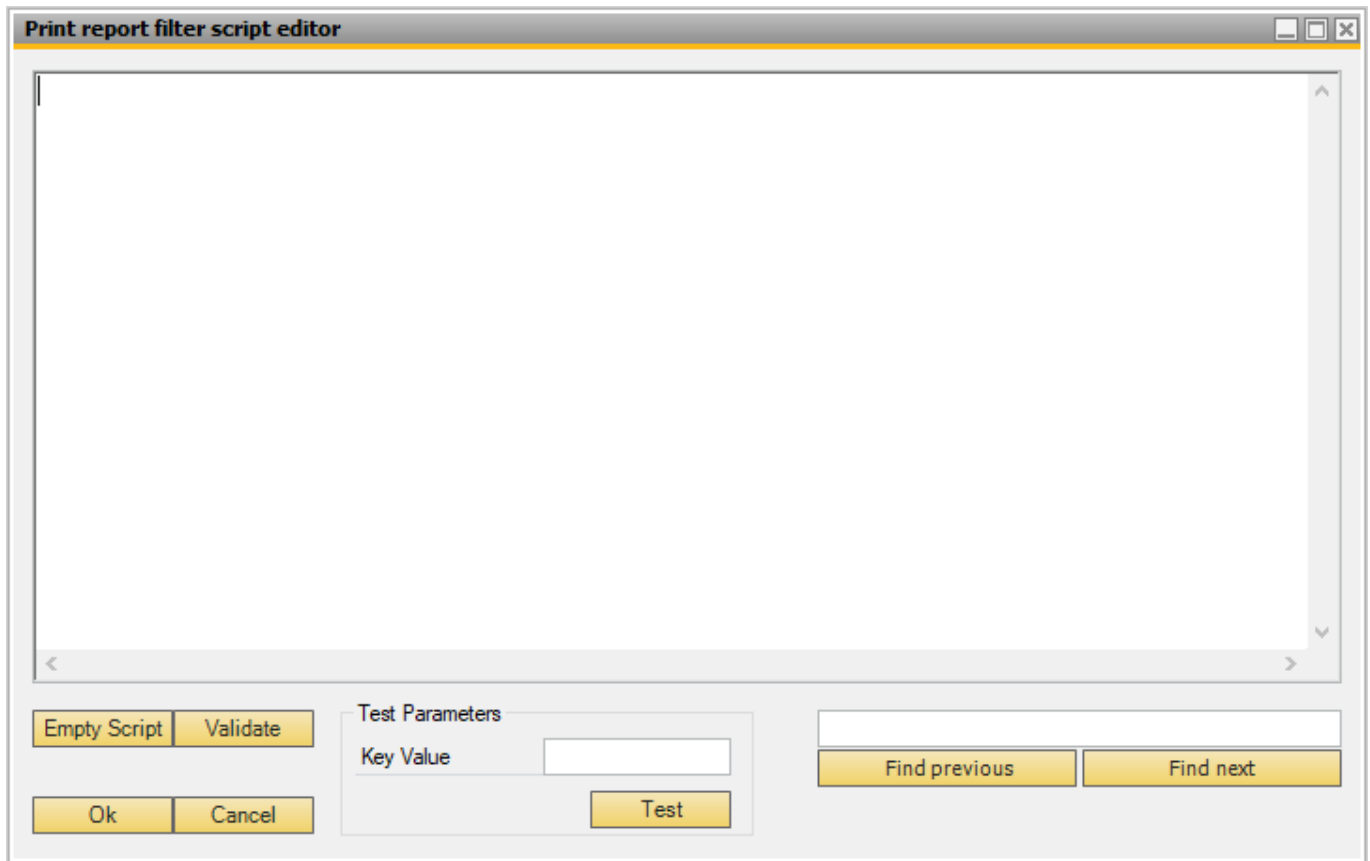 Print report filter script editor
Empty Script Validate
Test Parameters
Key Value
Find previous Find next
Ok Cancel
Test